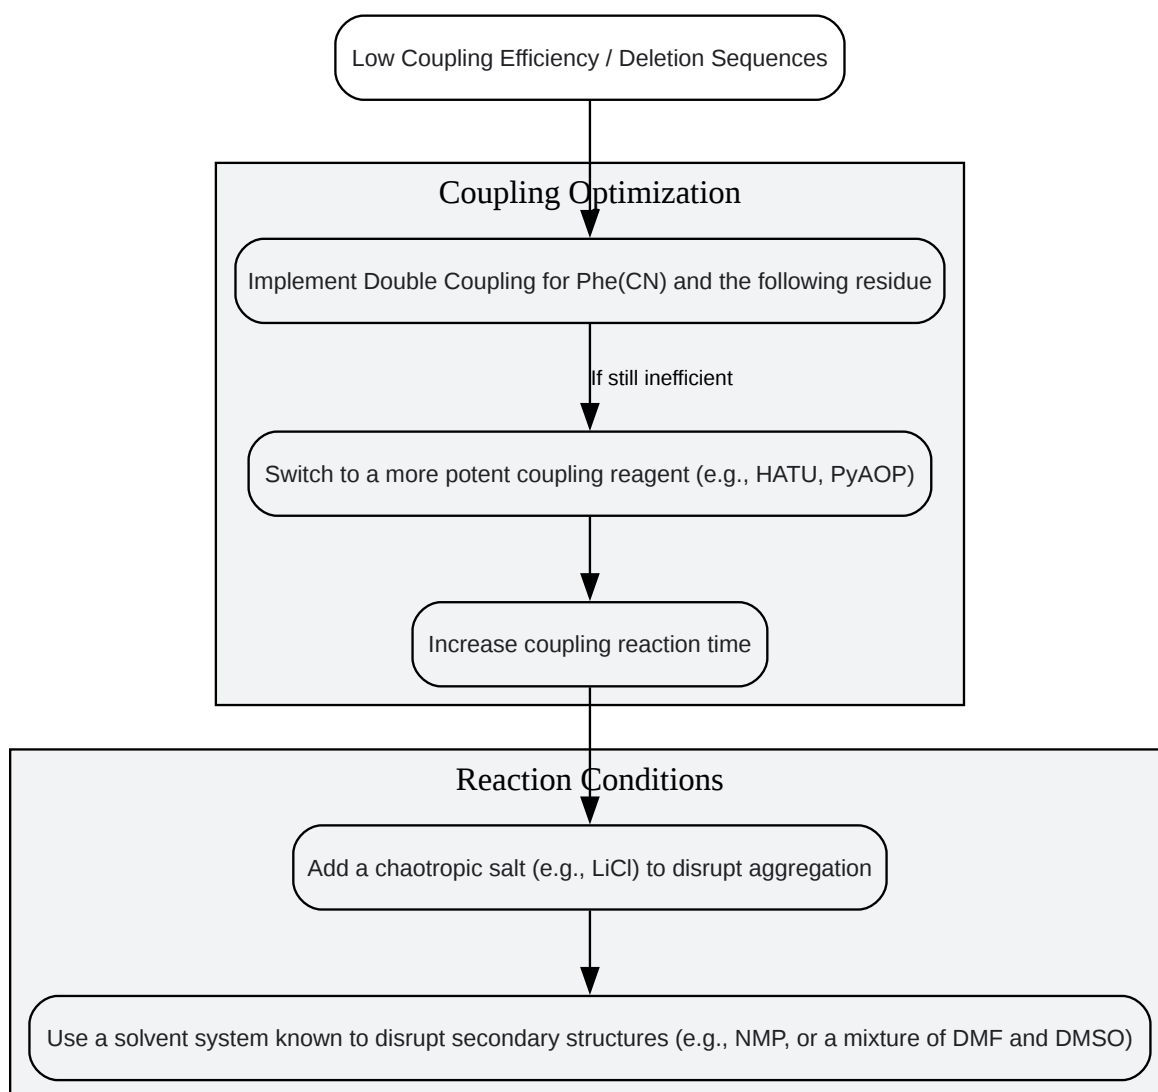 Low Coupling Efficiency / Deletion Sequences
Coupling Optimization
Implement Double Coupling for Phe(CN) and the following residue
If still inefficient
Switch to a more potent coupling reagent (e.g., HATU, PyAOP)
Increase coupling reaction time
Reaction Conditions
Add a chaotropic salt (e.g., LiCl) to disrupt aggregation
Use a solvent system known to disrupt secondary structures (e.g., NMP, or a mixture of DMF and DMSO)